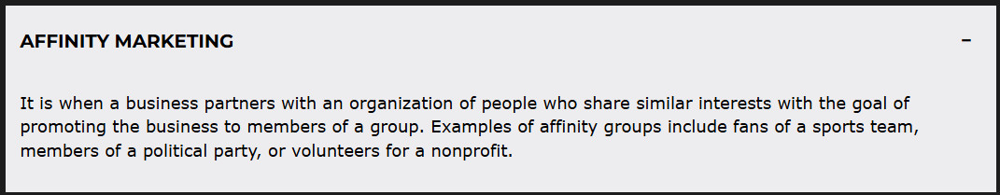 AFFINITY MARKETING –
It is when a business partners with an organization of people who share similar interests with the goal of
promoting the business to members of a group. Examples of affinity groups include fans of a sports team,
members of a political party, or volunteers for a nonprofit.